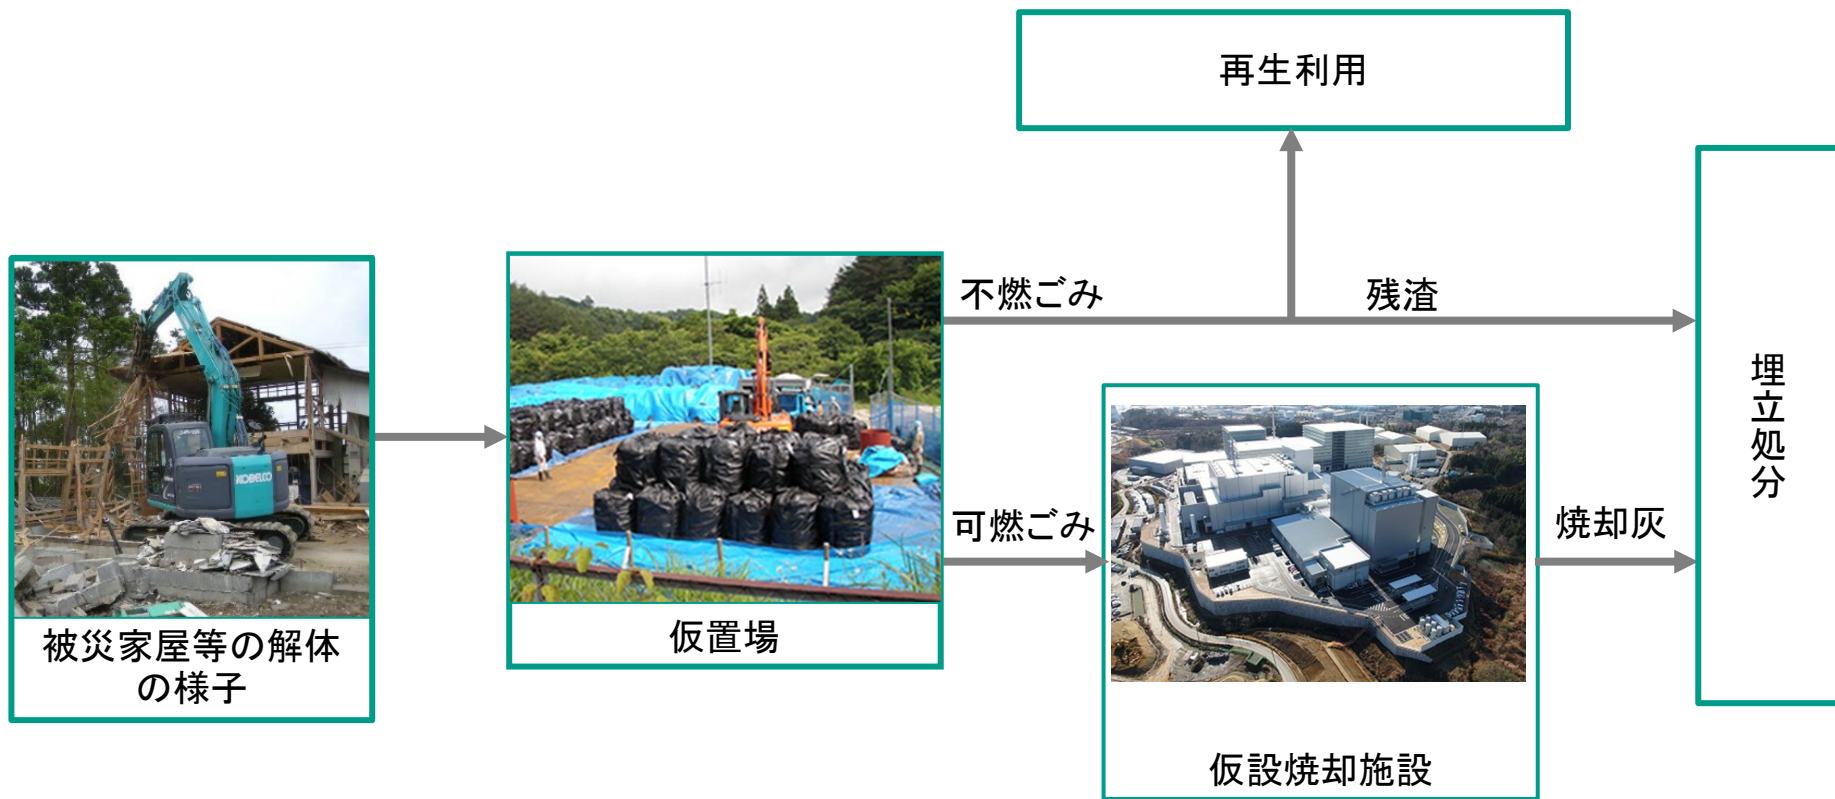 再生利用
不燃ごみ
残渣
埋立処分
可燃ごみ
焼却灰
KOBELCO
被災家屋等の解体
の様子
仮置場
仮設焼却施設